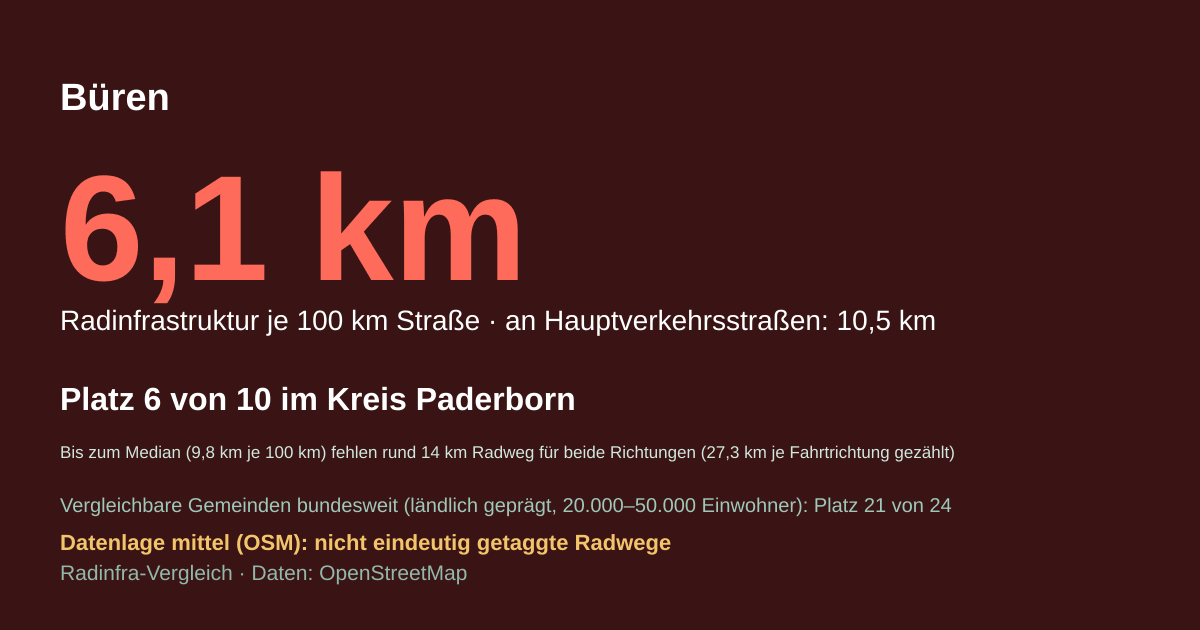 Büren
6,1 km
Radinfrastruktur je 100 km Straße · an Hauptverkehrsstraßen: 10,5 km
Platz 6 von 10 im Kreis Paderborn
Bis zum Median (9,8 km je 100 km) fehlen rund 14 km Radweg für beide Richtungen (27,3 km je Fahrtrichtung gezählt)
Vergleichbare Gemeinden bundesweit (ländlich geprägt, 20.000–50.000 Einwohner): Platz 21 von 24
Datenlage mittel (OSM): nicht eindeutig getaggte Radwege
Radinfra-Vergleich · Daten: OpenStreetMap